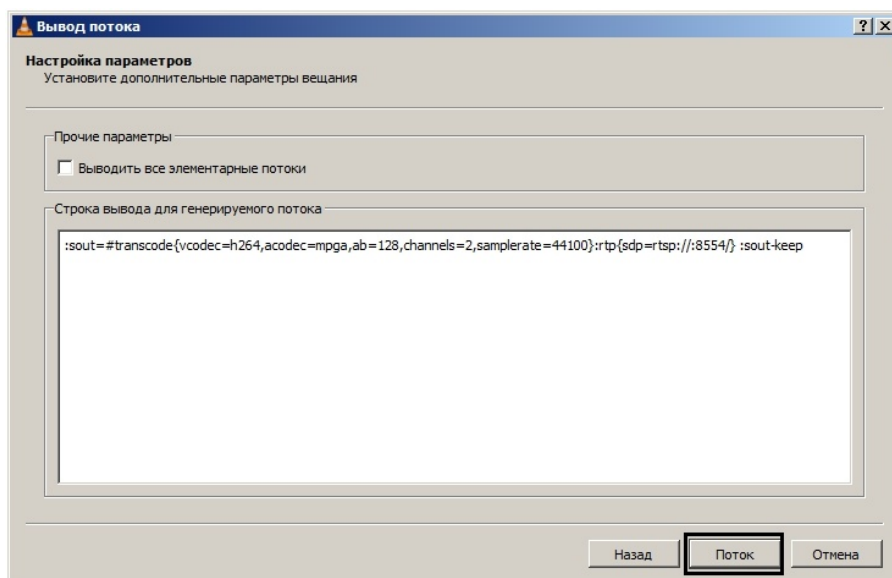 Вывод потока
Настройка параметров
Установите дополнительные параметры вещания
Прочие параметры
Выводить все элементарные потоки
Строка вывода для генерируемого потока
:sout=#transcode{vcodec=h264,acodec=mpga,ab=128,channels=2,samplerate=44100}:rtp{sdp=rtsp://:8554/} :sout-keep
Назад Поток Отмена